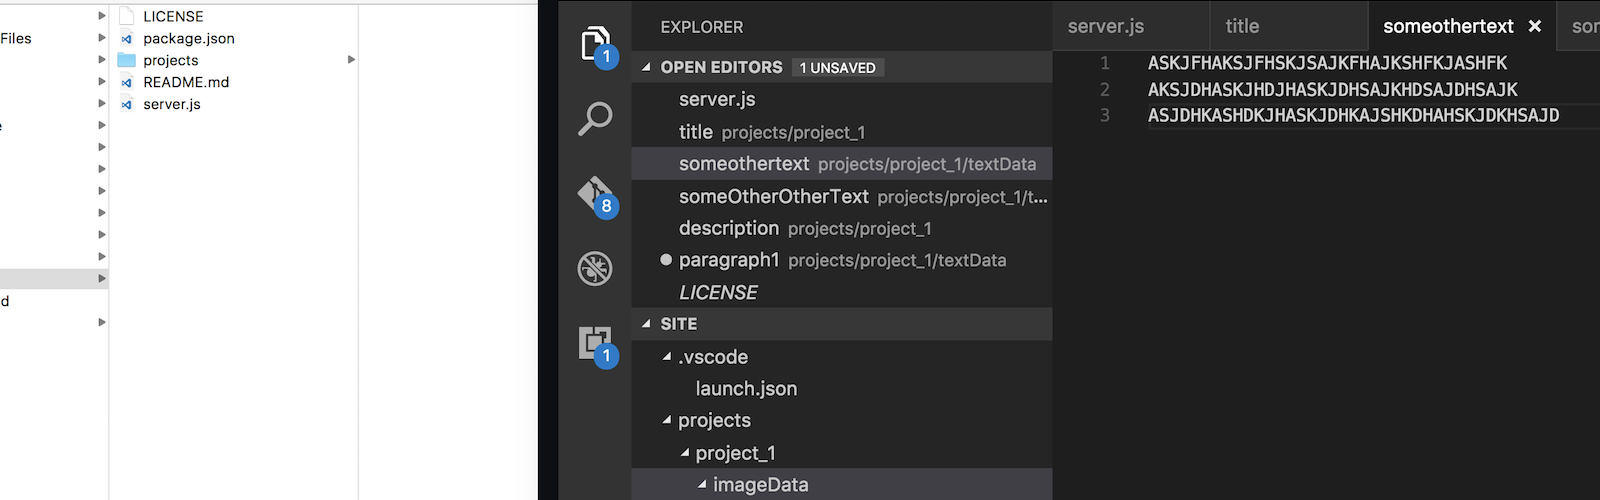 LICENSE
Files
package.json
projects
README.md
server.js
e
d
EXPLORER
1
OPEN EDITORS 1 UNSAVED
server.js
title projects/project_1
someothertext projects/project_1/textData
someOtherOtherText projects/project_1/t...
8
description projects/project_1
paragraph1 projects/project_1/textData
LICENSE
SITE
1
.vscode
launch.json
projects
project_1
imageData
server.js title someothertext × som
1 ASKJFHAKSJFHSKJSAJKFHAJKSHFKJASHFK
2 AKSJDHASKJHDJHASKJDHSAJKHDSAJDHSAJK
3 ASJDHKASHDKJHASKJDHKAJSHKDHAHSKJDKHSAJD